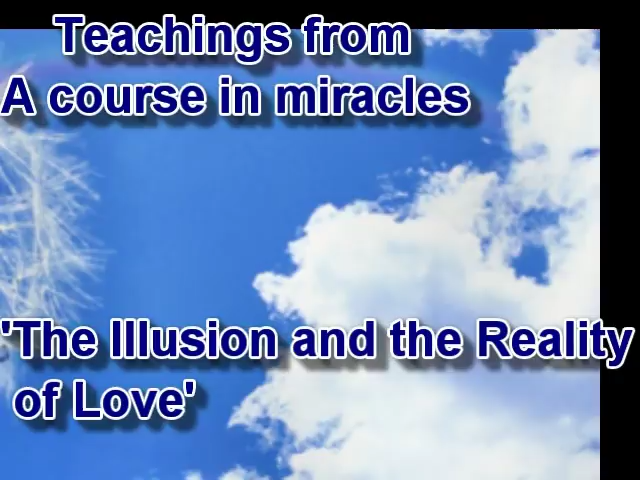 Teachings from
A course in miracles
'The Illusion and the Reality
of Love'